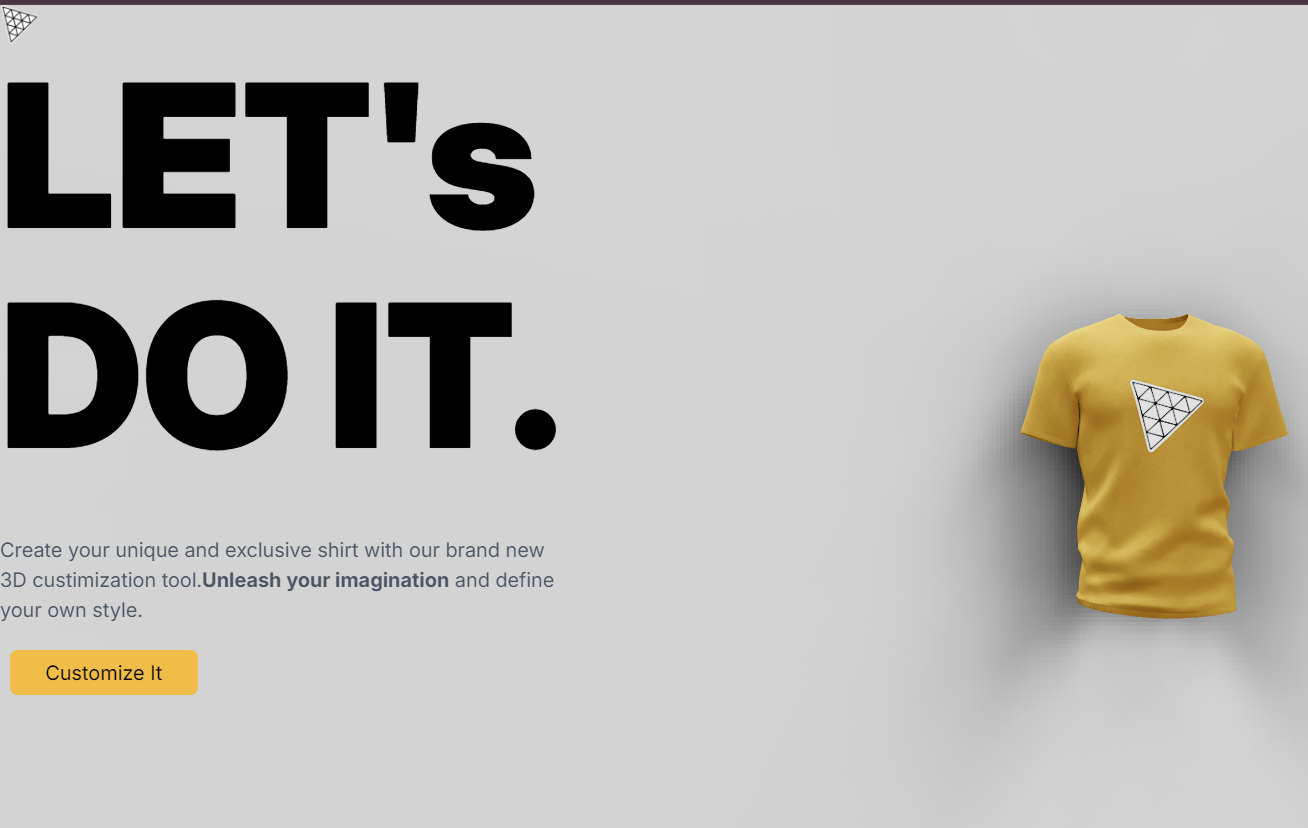 LET's
DO IT.
Create your unique and exclusive shirt with our brand new
3D custimization tool.Unleash your imagination and define
your own style.
Customize It